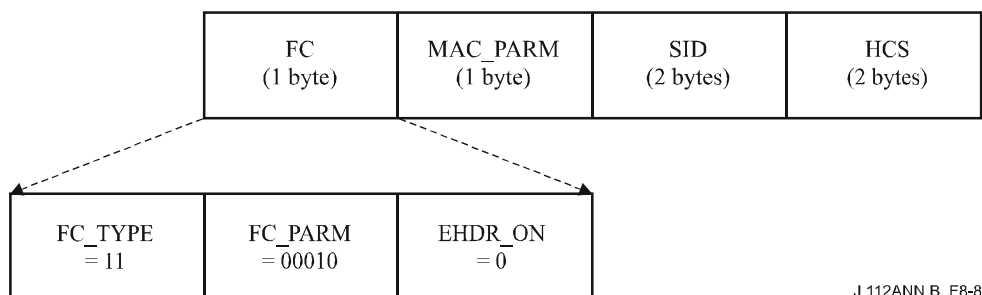 FC
(1 byte)
MAC_PARM
(1 byte)
SID
(2 bytes)
HCS
(2 bytes)
FC_TYPE
= 11
FC_PARM
= 00010
EHDR_ON
= 0
J.112ANN.B_F8-8